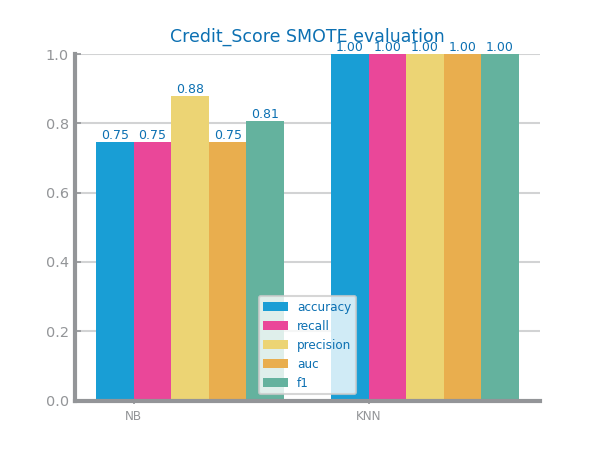 Credit_Score SMOTE evaluation
1.00 1.00 1.00 1.00 1.00
1.0
0.88
0.81
0.75 0.75 0.75
0.8
0.6
0.4
0.2
0.0
accuracy
recall
precision
auc
f1
NB KNN